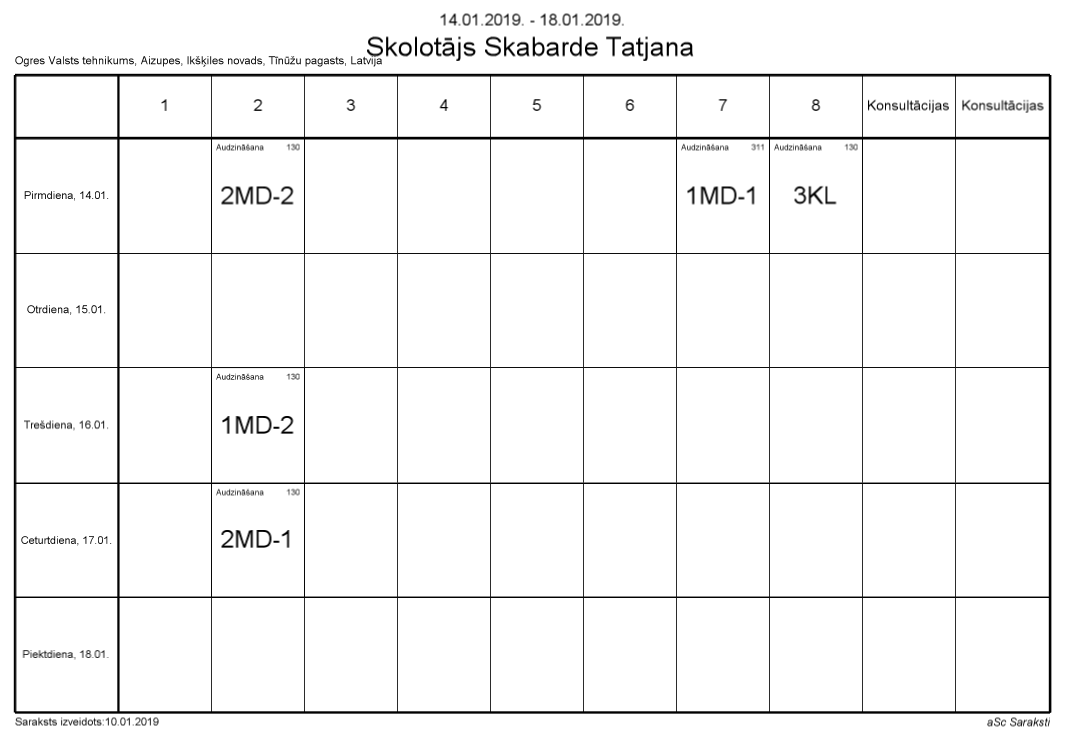 14.01.2019. - 18.01.2019.
Skolotājs Skabarde Tatjana
Ogres Valsts tehnikums, Aizupes, Ikšķiles novads, Tīnūžu pagasts, Latvija
1 2 3 4 5 6 7 8 Konsultācijas Konsultācijas
Audzināšana 130 Audzināšana 311 Audzināšana 130
Pirmdiena, 14.01. 2MD-2 1MD-1 3KL
Otrdiena, 15.01.
Audzināšana 130
Trešdiena, 16.01. 1MD-2
Audzināšana 130
Ceturtdiena, 17.01. 2MD-1
Piektdiena, 18.01.
Saraksts izveidots:10.01.2019 aSc Saraksti